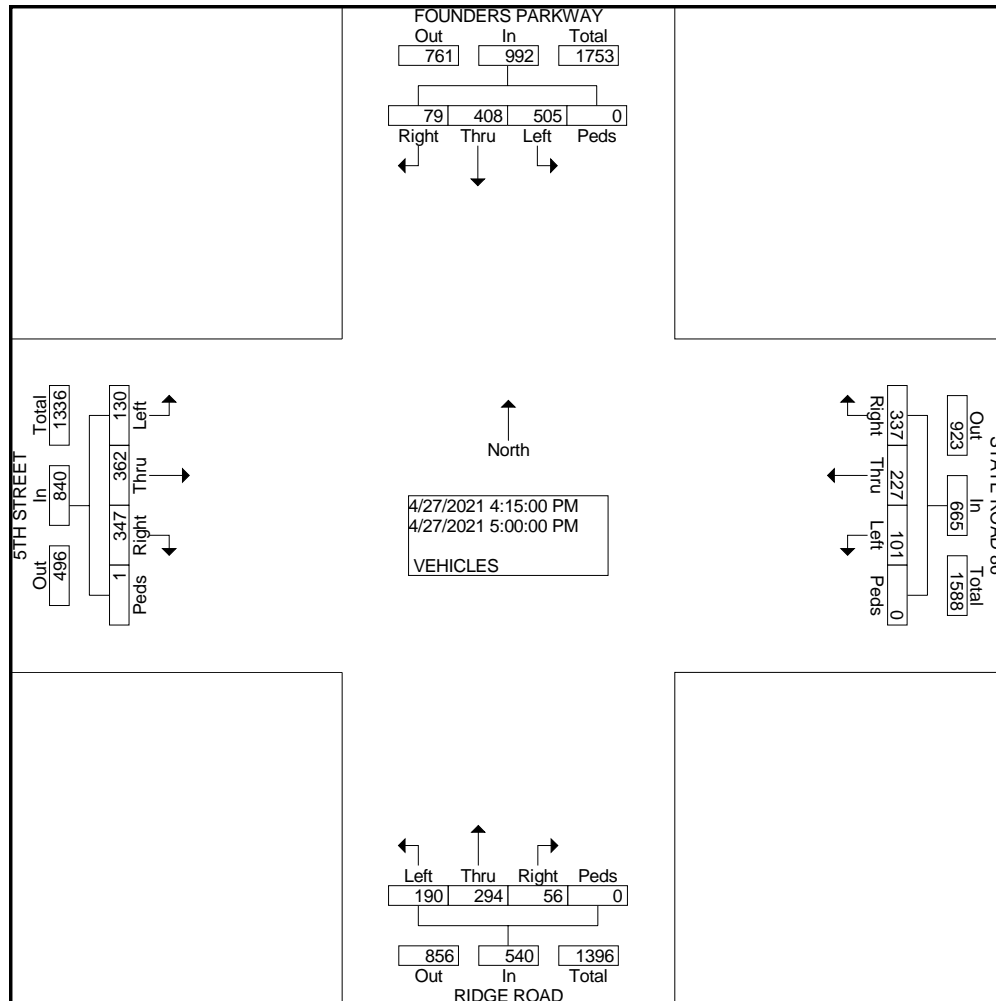 FOUNDERS PARKWAY
Out In Total
761 992 1753
79 408 505 0
Right Thru Left Peds
Total 1336
In 840
Out 496
5TH STREET
130 362 347 1
Left Thru Right Peds
North
4/27/2021 4:15:00 PM
4/27/2021 5:00:00 PM
VEHICLES
Right Thru Left Peds
337 227 101 0
Out 923
In 665
Total 1588
STATE ROAD
Left Thru Right Peds
190 294 56 0
856 540 1396
Out In Total
RIDGE ROAD